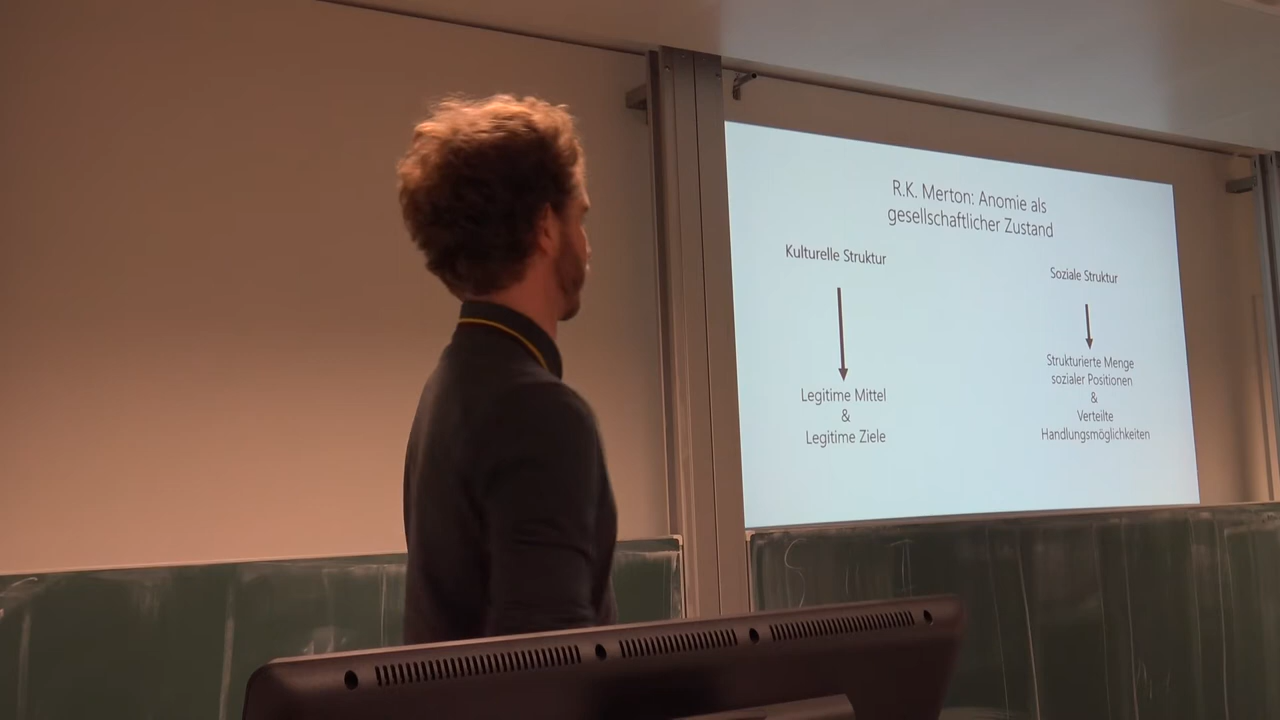 R.K. Merton: Anomie als
gesellschaftlicher Zustand
Kulturelle Struktur
Legitime Mittel
&
Legitime Ziele
Soziale Struktur
Strukturierte Menge
sozialer Positionen
&
Verteilte
Handlungsmöglichkeiten